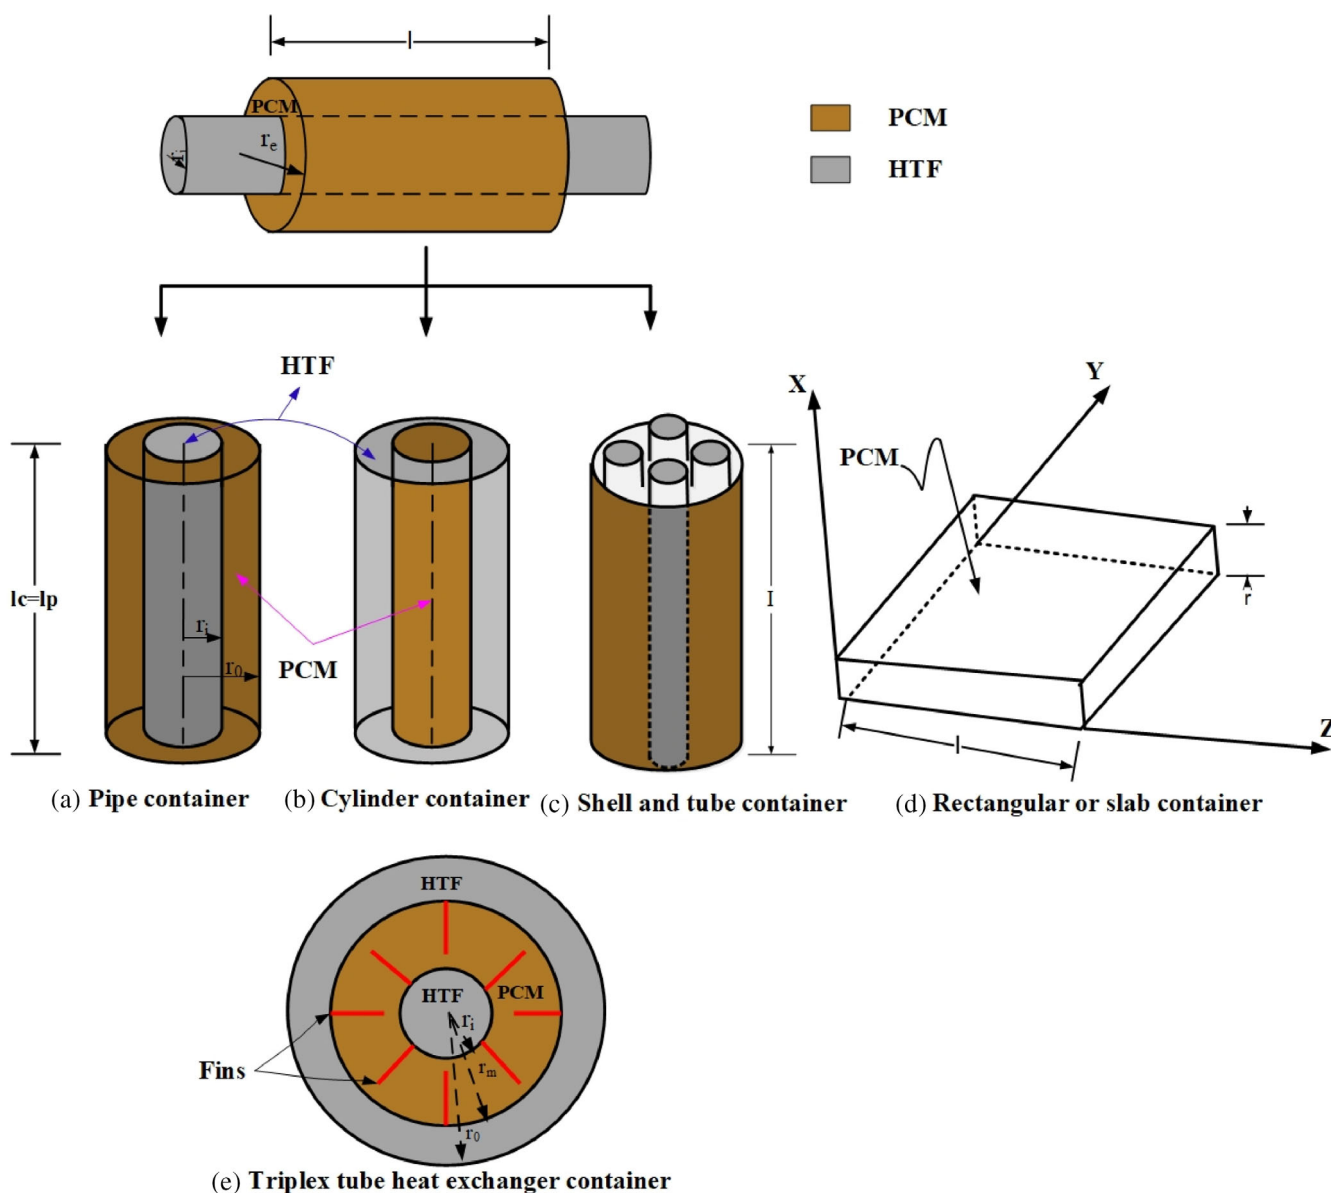 l
PCM
r_i
r_e
PCM
HTF
HTF
X
Y
PCM
Z
lc=lp
r_i
r_0
PCM
I
r
l
(a) Pipe container
(b) Cylinder container
(c) Shell and tube container
(d) Rectangular or slab container
HTF
HTF
PCM
r_i
r_m
r_0
Fins
(e) Triplex tube heat exchanger container